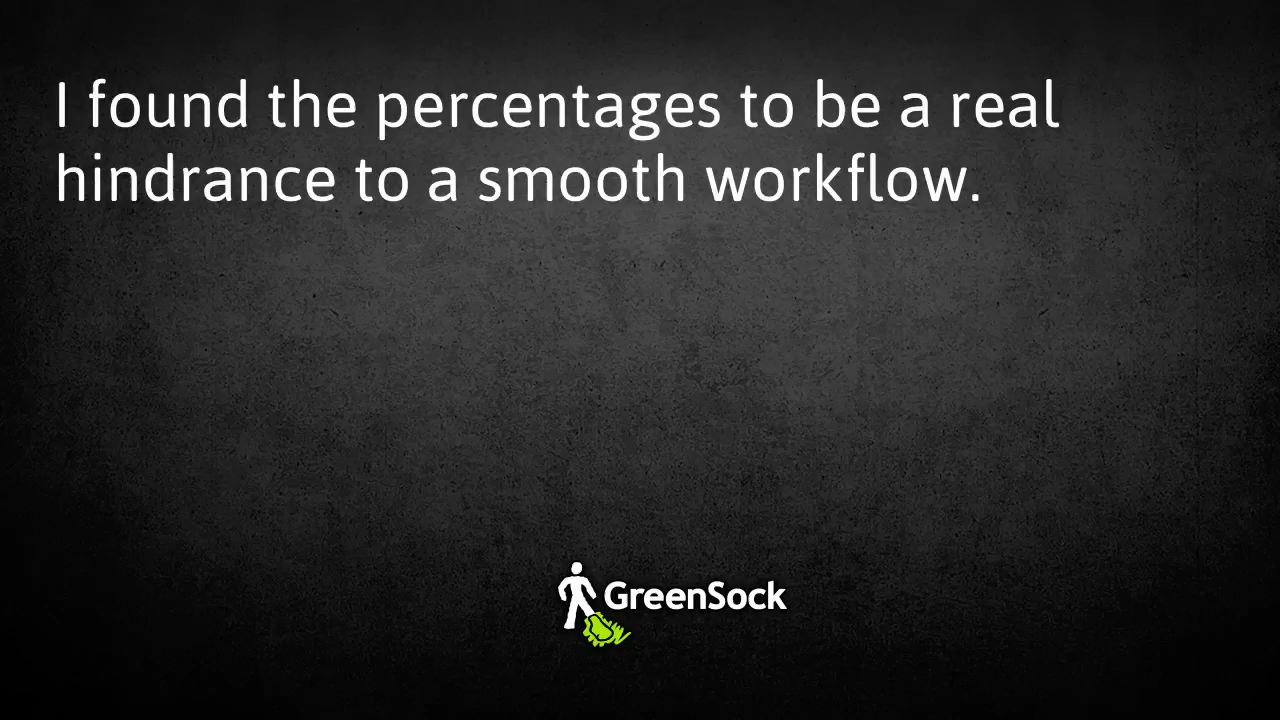 I found the percentages to be a real
hindrance to a smooth workflow.
GreenSock